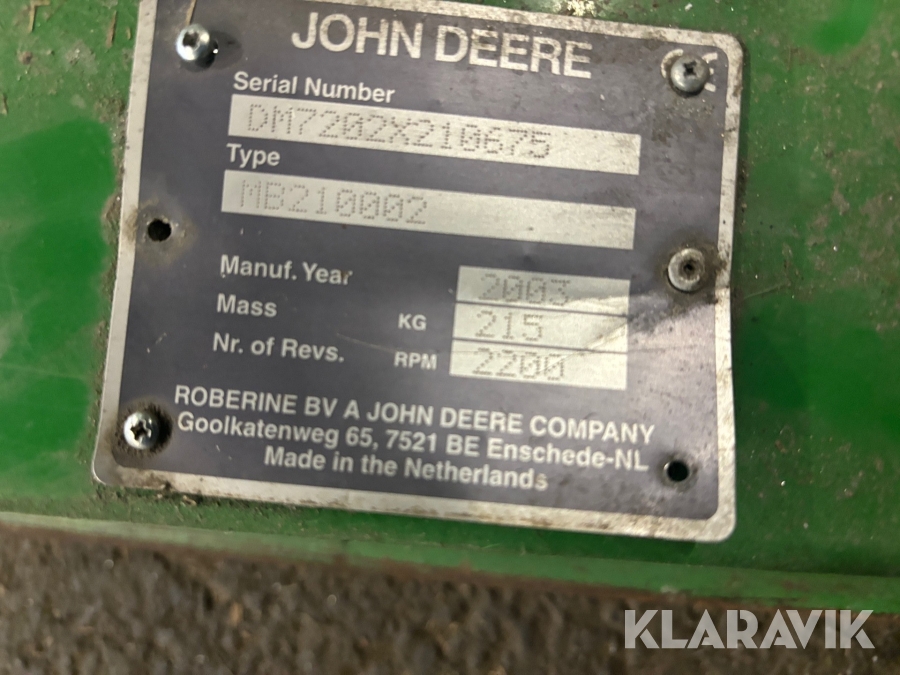 JOHN DEERE
CE
Serial Number
DM7202X210675
Type
MB210002
Manuf. Year 2003
Mass KG 215
Nr. of Revs. RPM 2200
ROBERINE BV A JOHN DEERE COMPANY
Goolkatenweg 65, 7521 BE Enschede-NL
Made in the Netherlands
KLARAVIK